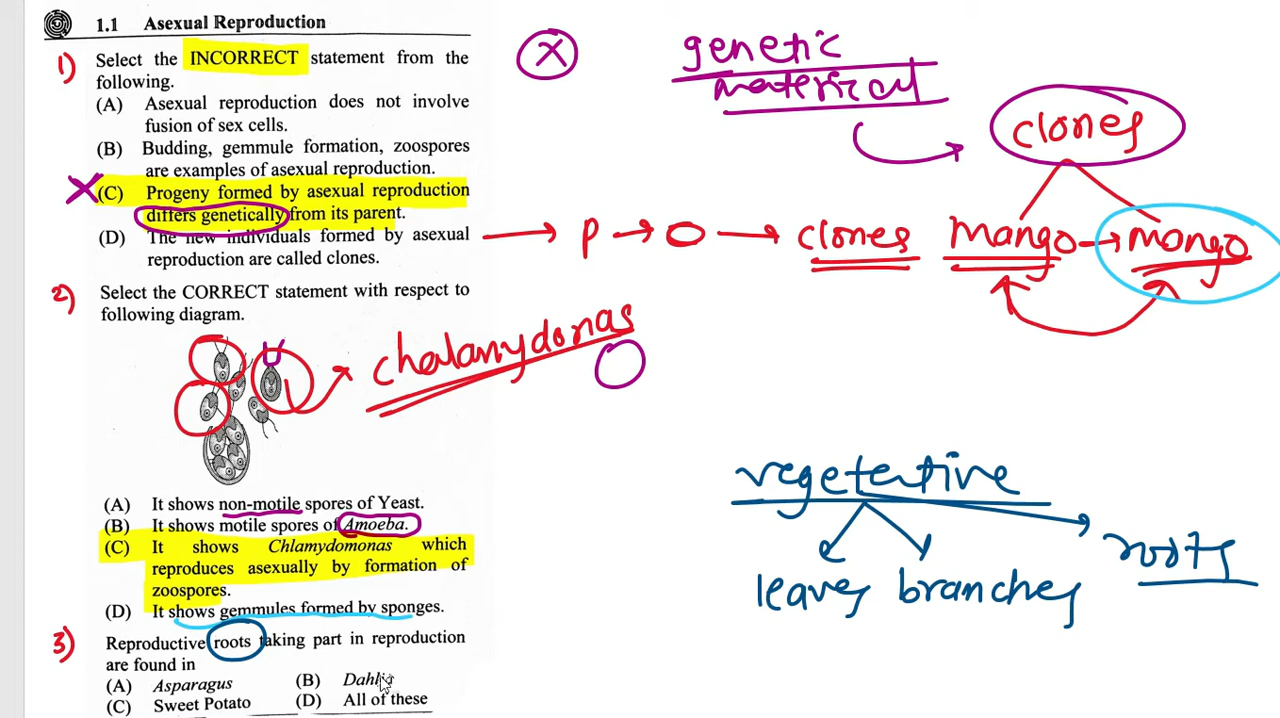 1.1 Asexual Reproduction
1) Select the INCORRECT statement from the
following.
(A) Asexual reproduction does not involve
fusion of sex cells.
(B) Budding, gemmule formation, zoospores
are examples of asexual reproduction.
X (C) Progeny formed by asexual reproduction
differs genetically from its parent.
(D) The new individuals formed by asexual
reproduction are called clones.
2) Select the CORRECT statement with respect to
following diagram.
(A) It shows non-motile spores of Yeast.
(B) It shows motile spores of Amoeba.
(C) It shows Chlamydomonas which
reproduces asexually by formation of
zoospores.
(D) It shows gemmules formed by sponges.
3) Reproductive roots taking part in reproduction
are found in
(A) Asparagus (B) Dahlia
(C) Sweet Potato (D) All of these
X
genetic
material
clones
→ P → O → clones mango → mango
chalamydonas
vegetertive
leaves branches roots